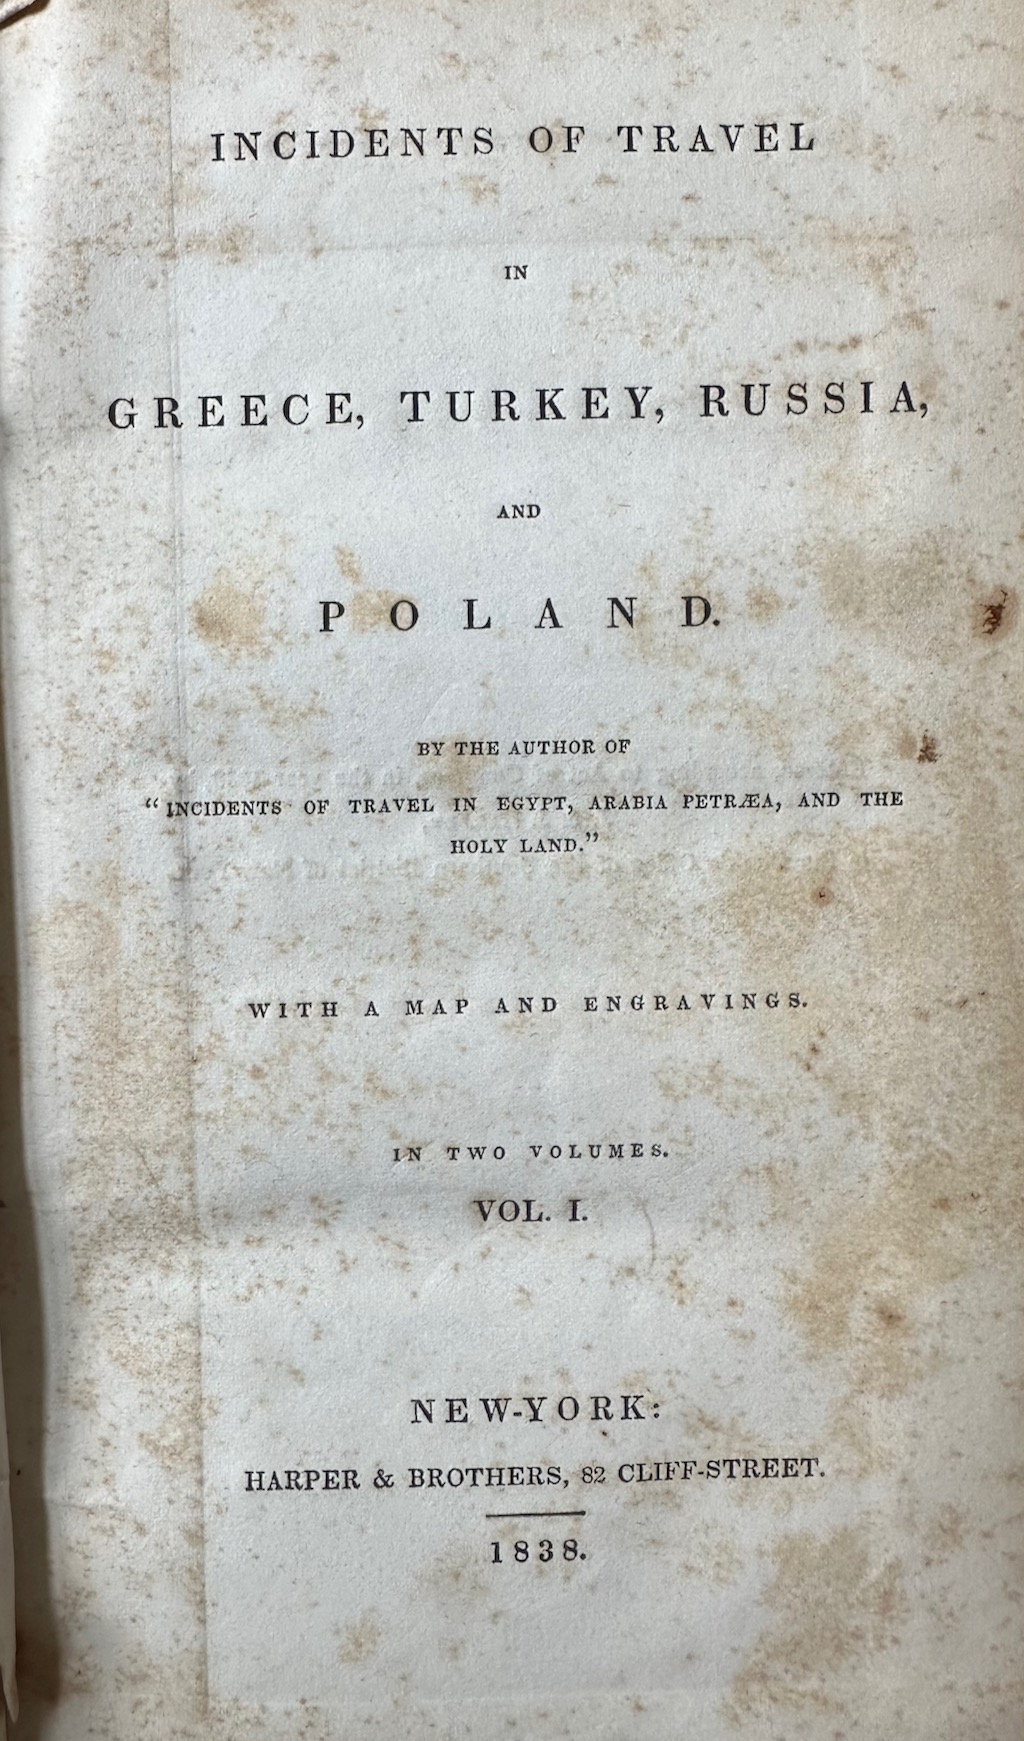 INCIDENTS OF TRAVEL
IN
GREECE, TURKEY, RUSSIA,
AND
POLAND.
BY THE AUTHOR OF
“INCIDENTS OF TRAVEL IN EGYPT, ARABIA PETRÆA, AND THE
HOLY LAND.”
WITH A MAP AND ENGRAVINGS.
IN TWO VOLUMES.
VOL. I.
NEW-YORK:
HARPER & BROTHERS, 82 CLIFF-STREET.
1838.